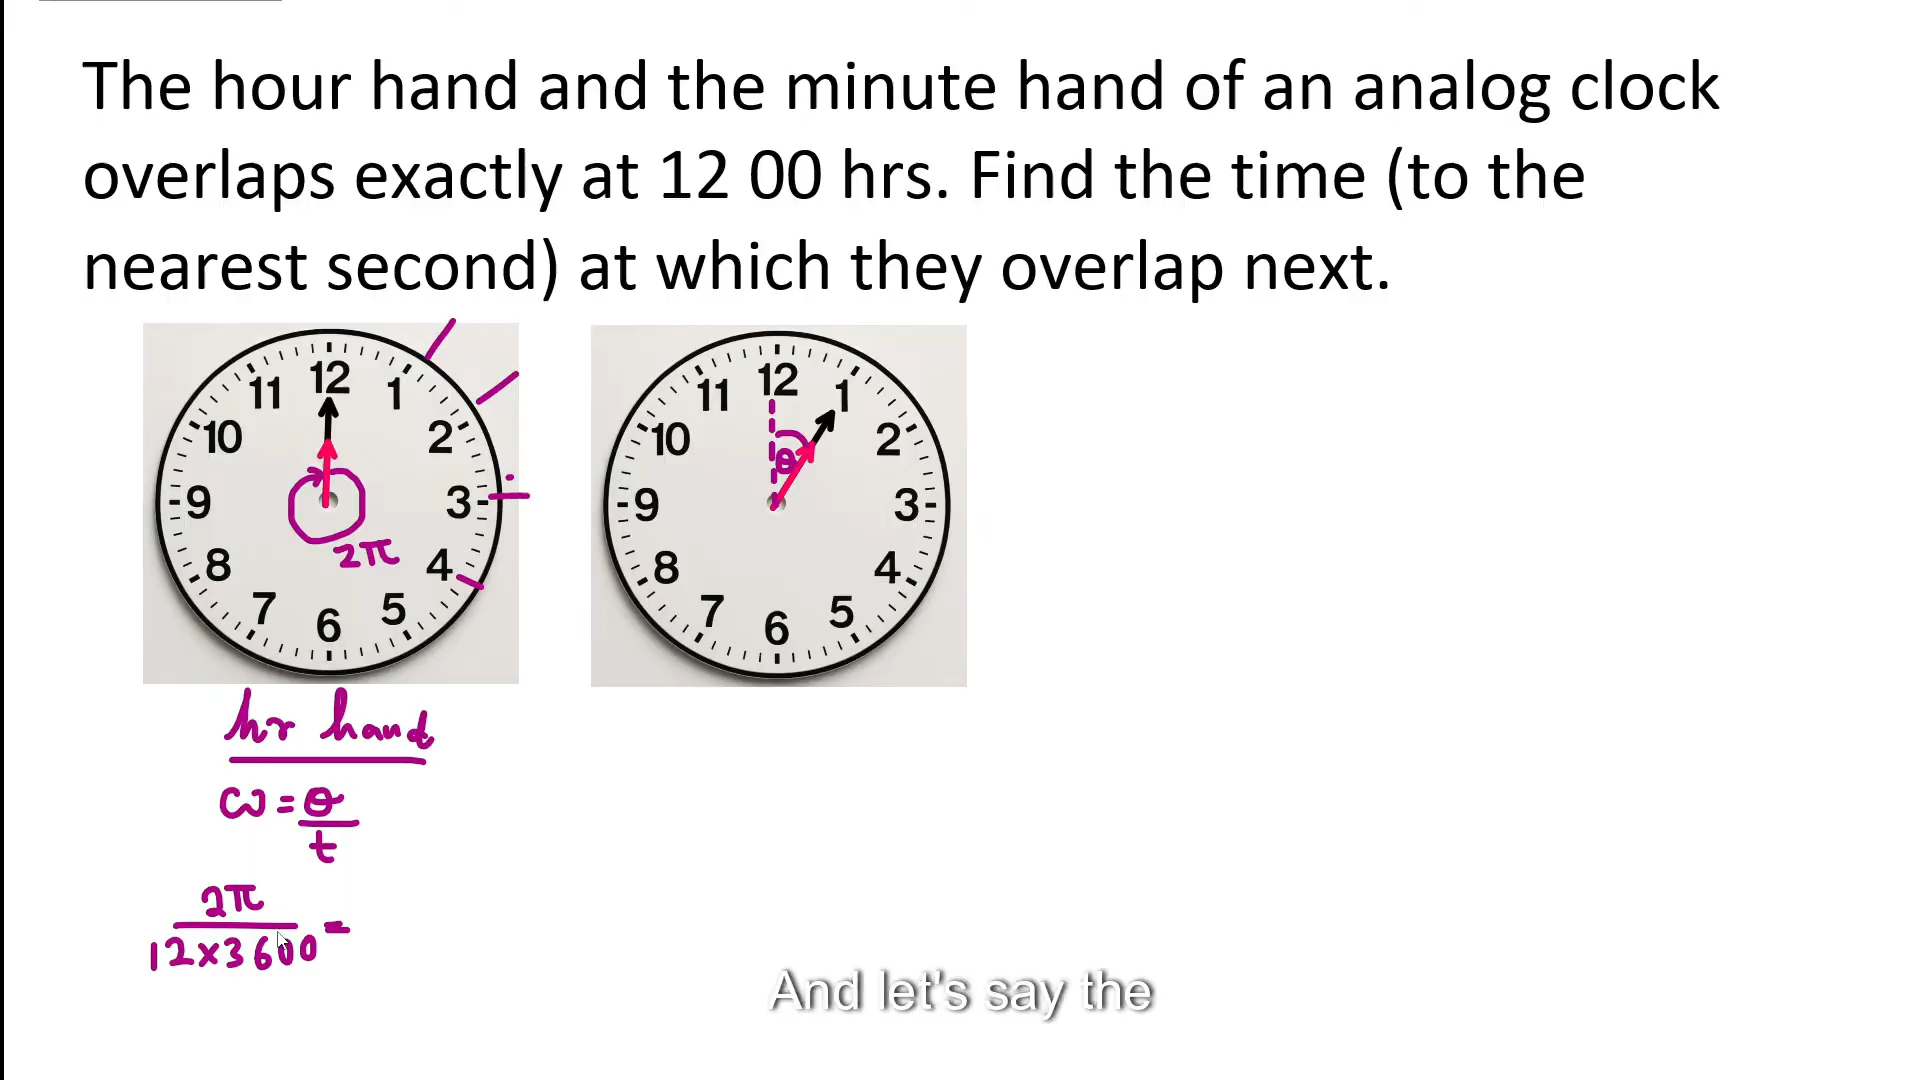 The hour hand and the minute hand of an analog clock
overlaps exactly at 12 00 hrs. Find the time (to the
nearest second) at which they overlap next.
12
11 1
10 2
9 3
8 4
7 5
6
2π
12
11 1
10 2
θ
9 3
8 4
7 5
6
hr hand
ω = θ
t
2π
12×3600 =
And let's say the